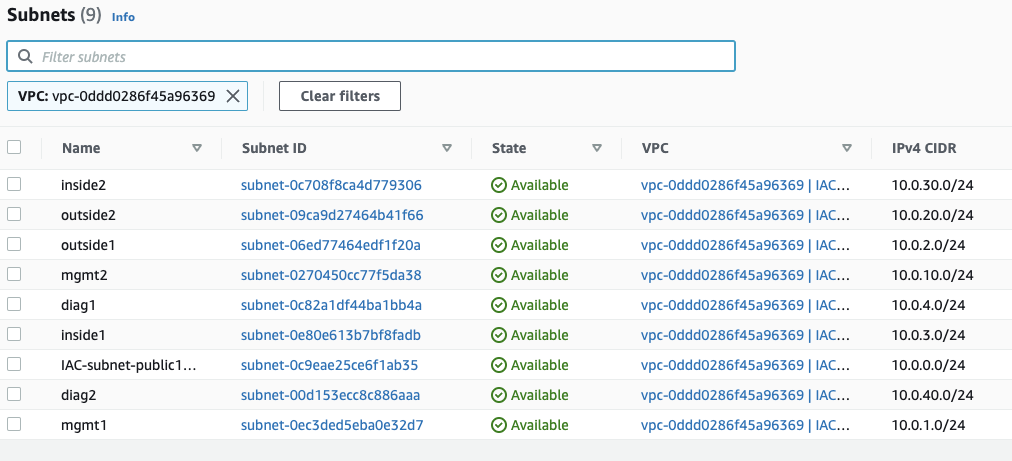 Subnets (9) Info
Filter subnets
VPC: vpc-0ddd0286f45a96369 Clear filters
Name Subnet ID State VPC IPv4 CIDR
inside2 subnet-0c708f8ca4d779306 Available vpc-0ddd0286f45a96369 | IAC... 10.0.30.0/24
outside2 subnet-09ca9d27464b41f66 Available vpc-0ddd0286f45a96369 | IAC... 10.0.20.0/24
outside1 subnet-06ed77464edf1f20a Available vpc-0ddd0286f45a96369 | IAC... 10.0.2.0/24
mgmt2 subnet-0270450cc77f5da38 Available vpc-0ddd0286f45a96369 | IAC... 10.0.10.0/24
diag1 subnet-0c82a1df44ba1bb4a Available vpc-0ddd0286f45a96369 | IAC... 10.0.4.0/24
inside1 subnet-0e80e613b7bf8fadb Available vpc-0ddd0286f45a96369 | IAC... 10.0.3.0/24
IAC-subnet-public1... subnet-0c9eae25ce6f1ab35 Available vpc-0ddd0286f45a96369 | IAC... 10.0.0.0/24
diag2 subnet-00d153ecc8c886aaa Available vpc-0ddd0286f45a96369 | IAC... 10.0.40.0/24
mgmt1 subnet-0ec3ded5eba0e32d7 Available vpc-0ddd0286f45a96369 | IAC... 10.0.1.0/24